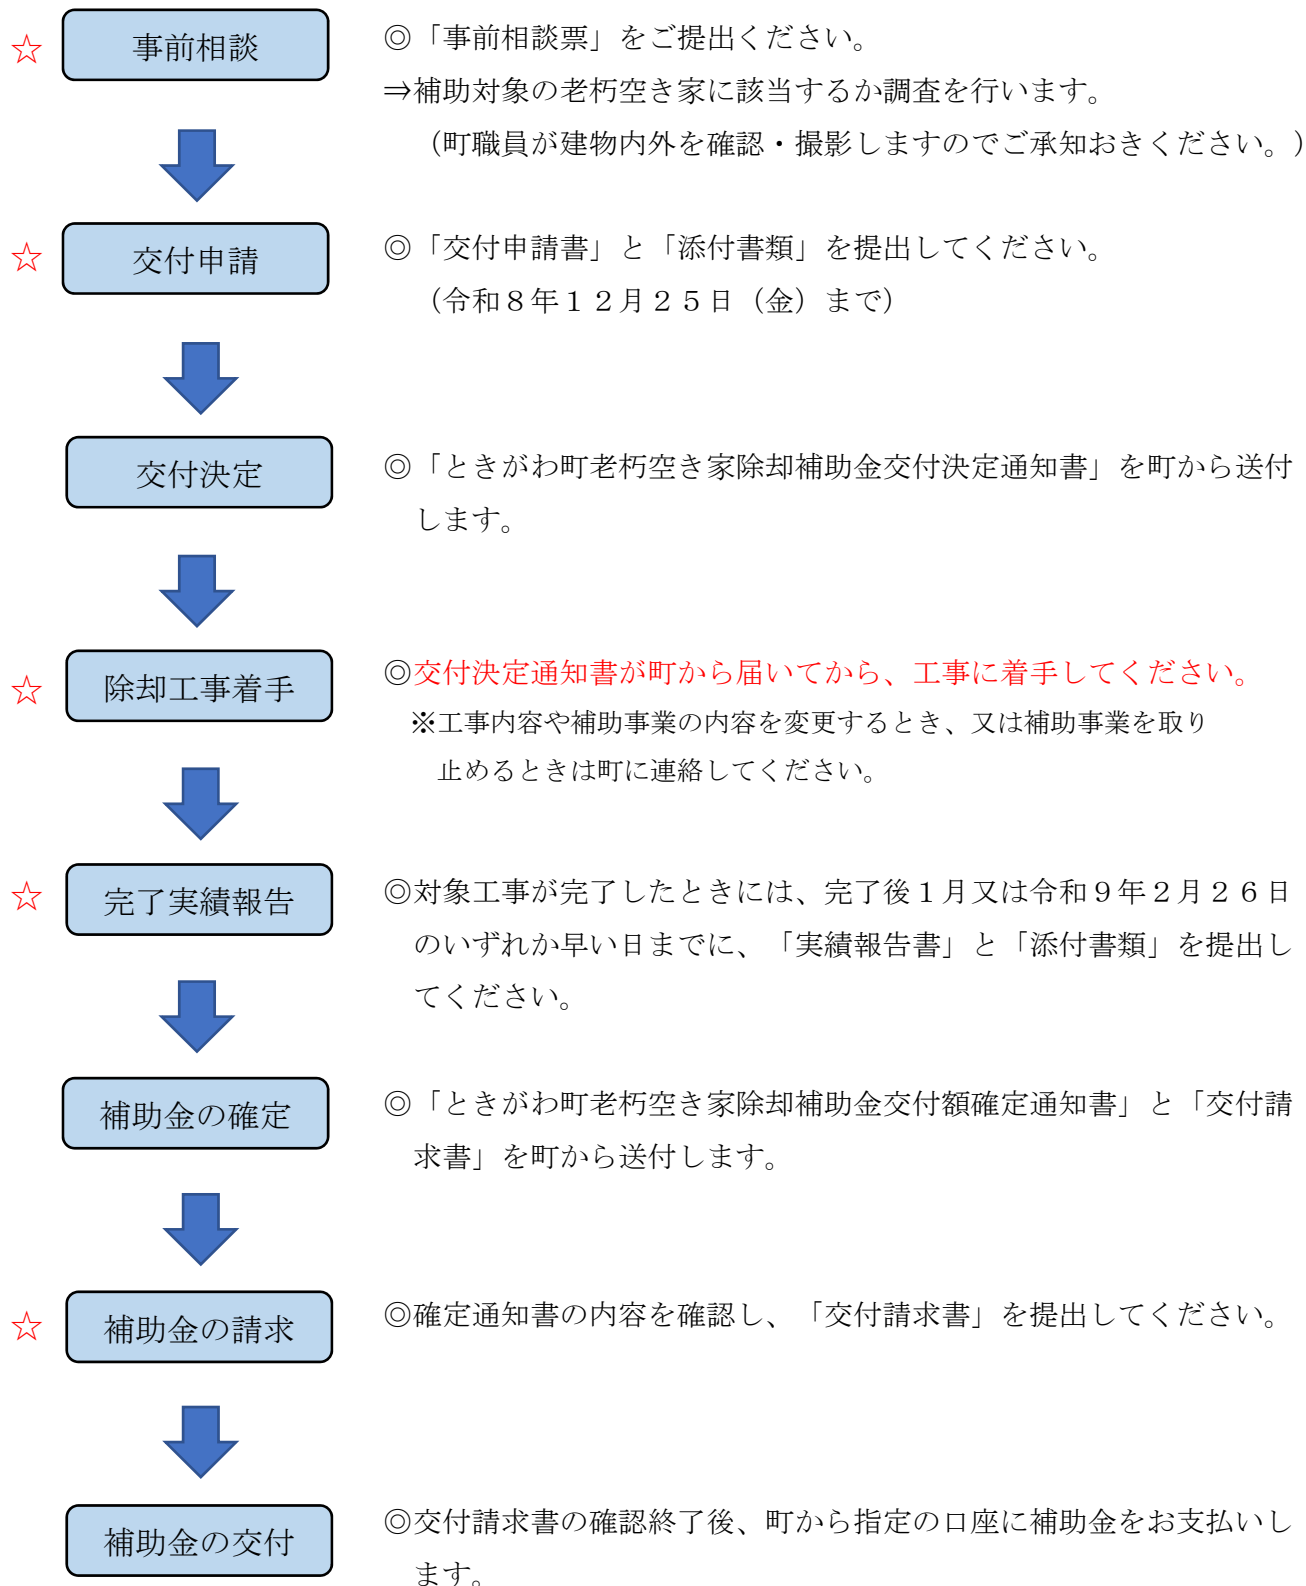 ☆ 事前相談
◎「事前相談票」をご提出ください。
⇒補助対象の老朽空き家に該当するか調査を行います。
（町職員が建物内外を確認・撮影しますのでご承知おきください。）
☆ 交付申請
◎「交付申請書」と「添付書類」を提出してください。
（令和８年１２月２５日（金）まで）
交付決定
◎「ときがわ町老朽空き家除却補助金交付決定通知書」を町から送付
します。
☆ 除却工事着手
◎交付決定通知書が町から届いてから、工事に着手してください。
※工事内容や補助事業の内容を変更するとき、又は補助事業を取り
止めるときは町に連絡してください。
☆ 完了実績報告
◎対象工事が完了したときには、完了後１月又は令和９年２月２６日
のいずれか早い日までに、「実績報告書」と「添付書類」を提出し
てください。
補助金の確定
◎「ときがわ町老朽空き家除却補助金交付額確定通知書」と「交付請
求書」を町から送付します。
☆ 補助金の請求
◎確定通知書の内容を確認し、「交付請求書」を提出してください。
補助金の交付
◎交付請求書の確認終了後、町から指定の口座に補助金をお支払いし
ます。